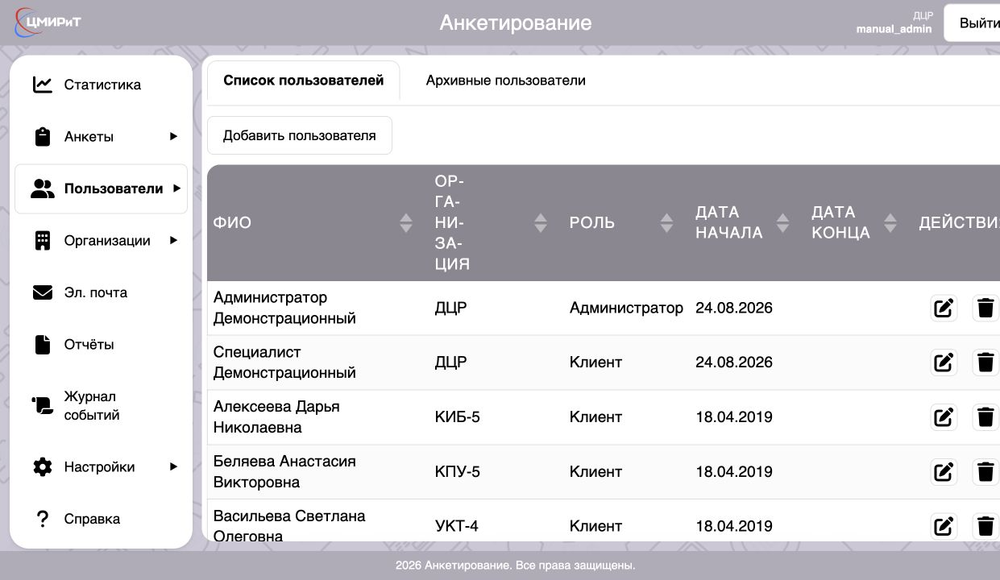 ЦМИРиТ
Анкетирование
ДЦР
manual_admin
Выйти
Статистика
Анкеты
Пользователи
Организации
Эл. почта
Отчёты
Журнал
событий
Настройки
Справка
Список пользователей
Архивные пользователи
Добавить пользователя
ФИО
ОР-
ГА-
НИ-
ЗА-
ЦИЯ
РОЛЬ
ДАТА
НАЧАЛА
ДАТА
КОНЦА
ДЕЙСТВИ
Администратор
Демонстрационный
ДЦР
Администратор
24.08.2026
Специалист
Демонстрационный
ДЦР
Клиент
24.08.2026
Алексеева Дарья
Николаевна
КИБ-5
Клиент
18.04.2019
Беляева Анастасия
Викторовна
КПУ-5
Клиент
18.04.2019
Васильева Светлана
Олеговна
УКТ-4
Клиент
18.04.2019
2026 Анкетирование. Все права защищены.